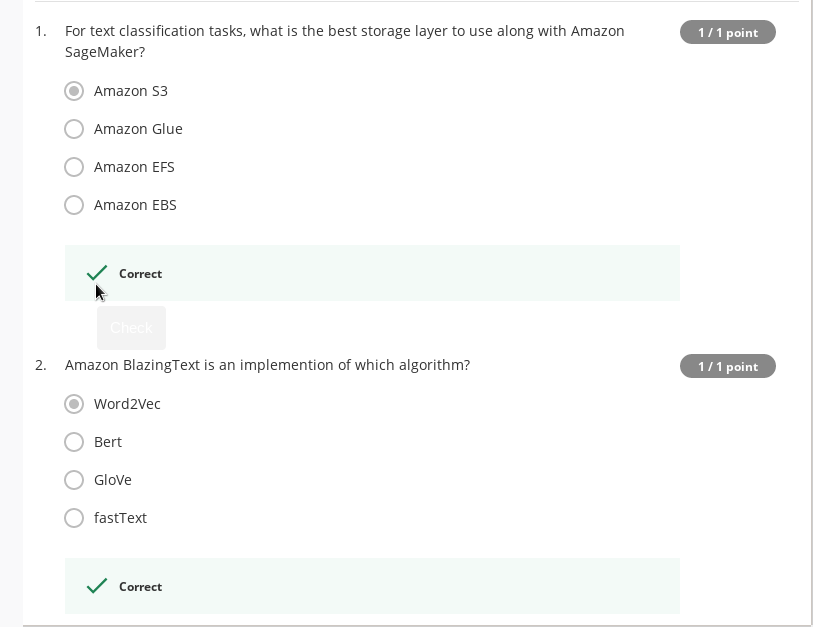 1. For text classification tasks, what is the best storage layer to use along with Amazon
SageMaker?
1 / 1 point
Amazon S3
Amazon Glue
Amazon EFS
Amazon EBS
Correct
Check
2. Amazon BlazingText is an implemention of which algorithm?
1 / 1 point
Word2Vec
Bert
GloVe
fastText
Correct